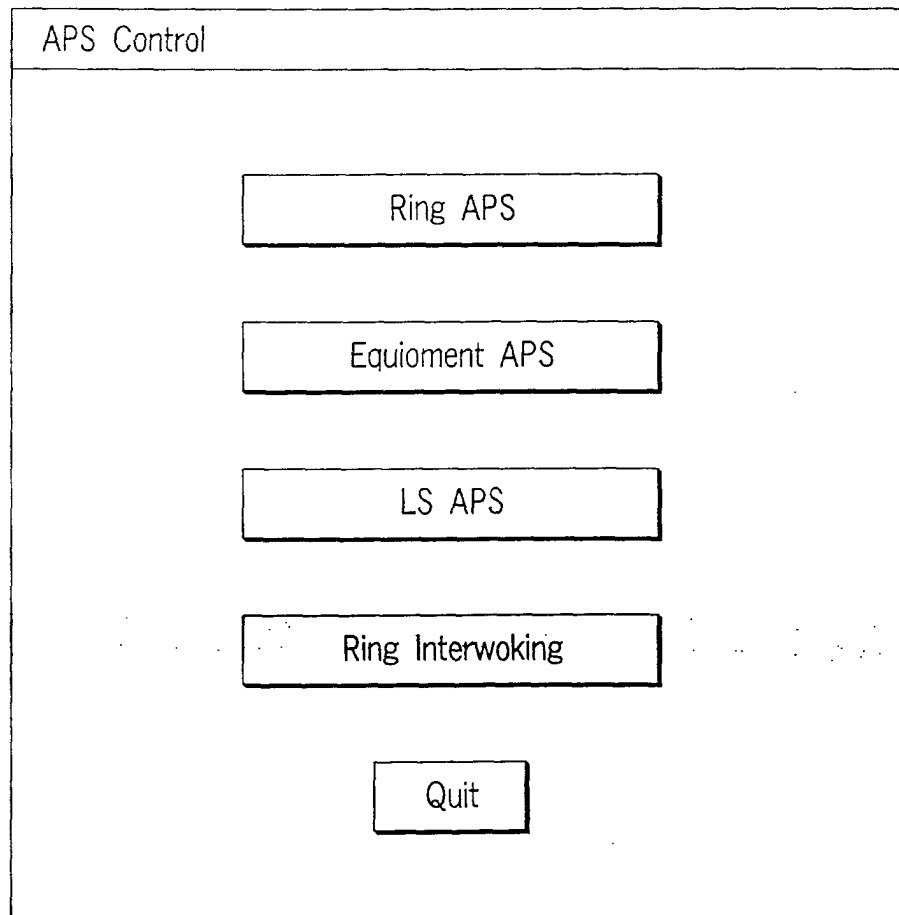 APS Control
Ring APS
Equioment APS
LS APS
Ring Interwoking
Quit